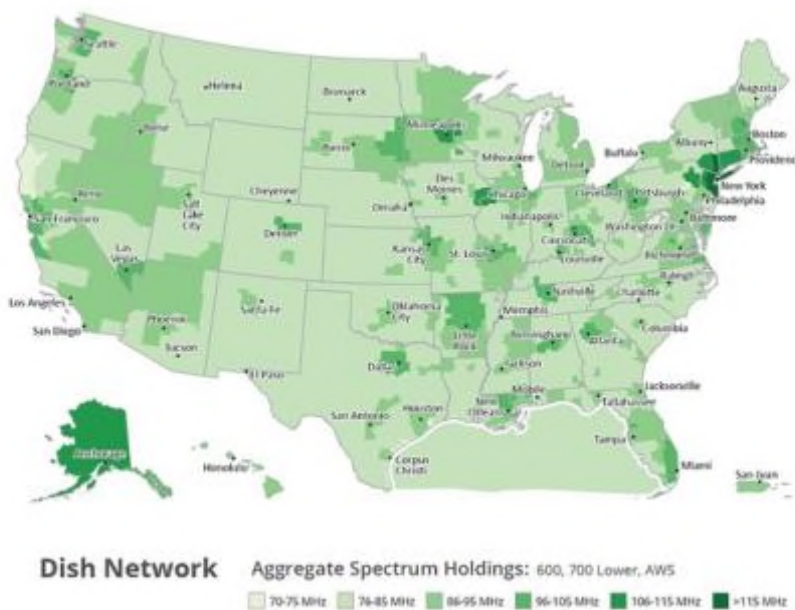 Seattle
Portland
Helena
Bismarck
Minneapolis
Augusta
Boise
Pierre
Milwaukee
Albany
Boston
Buffalo
Providence
Detroit
Reno
Cheyenne
Des
Moines
Chicago
Cleveland
Pittsburgh
New York
Philadelphia
San Francisco
Salt
Lake
City
Omaha
Indianapolis
Baltimore
Denver
Kansas
City
St. Louis
Cincinnati
Washington DC
Las
Vegas
Louisville
Richmond
Raleigh
Los Angeles
Santa Fe
Oklahoma
City
Memphis
Nashville
Charlotte
Phoenix
Little
Rock
Birmingham
Atlanta
Columbia
San Diego
Tucson
Dallas
Jackson
El Paso
Mobile
Jacksonville
Tallahassee
San Antonio
Houston
New
Orleans
Tampa
Anchorage
Honolulu
Corpus
Christi
Miami
San Juan
Dish Network Aggregate Spectrum Holdings: 600, 700 Lower, AWS
70-75 MHz 76-85 MHz 86-95 MHz 96-105 MHz 106-115 MHz >115 MHz